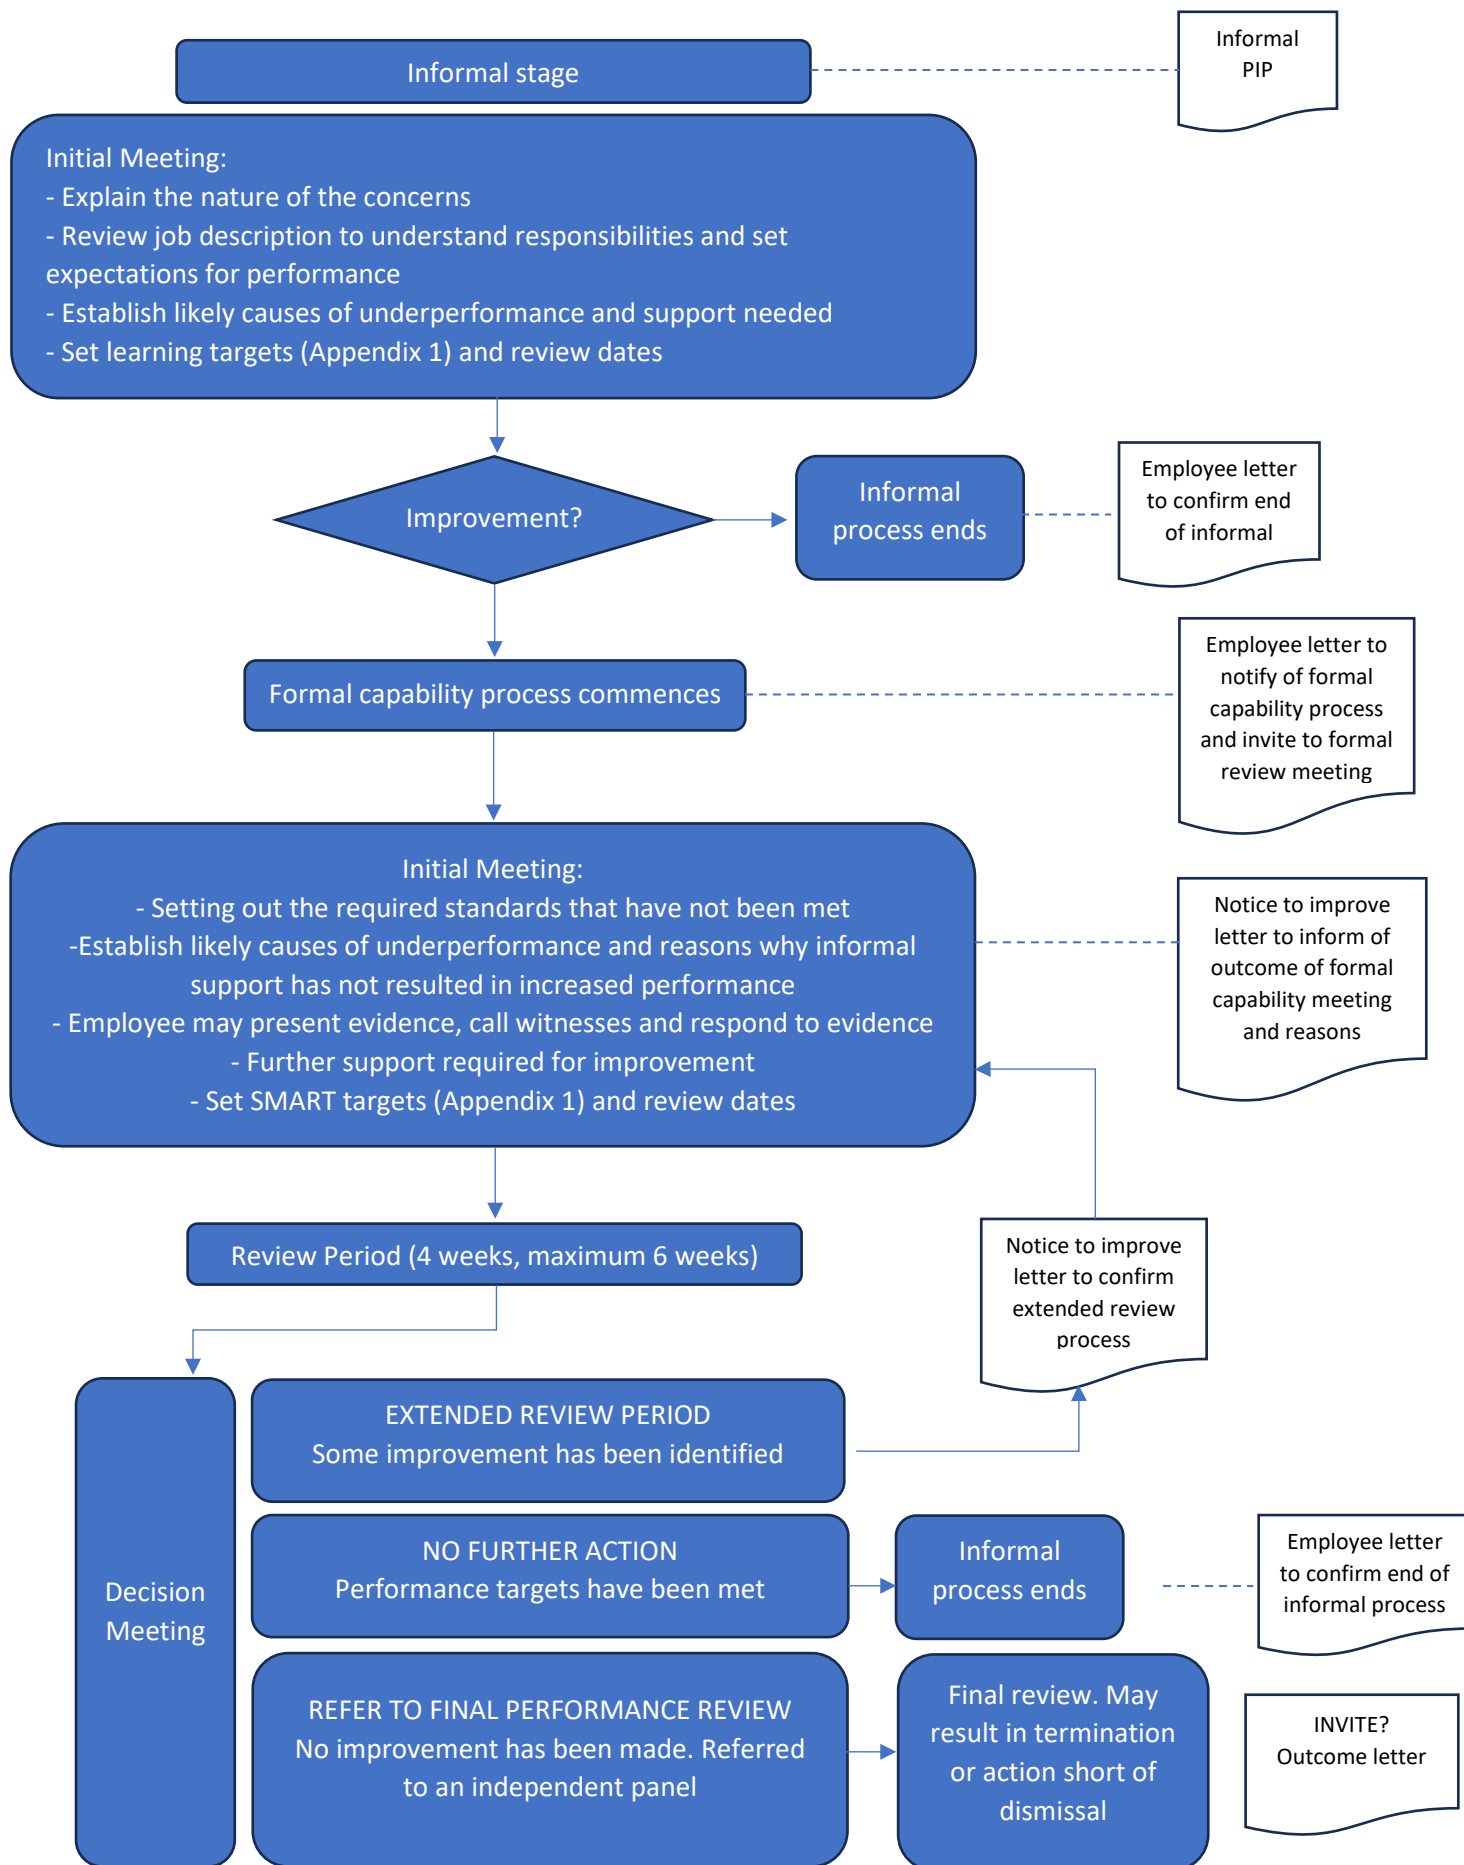 Informal stage
Informal
PIP
Initial Meeting:
- Explain the nature of the concerns
- Review job description to understand responsibilities and set
expectations for performance
- Establish likely causes of underperformance and support needed
- Set learning targets (Appendix 1) and review dates
Improvement?
Informal
process ends
Employee letter
to confirm end
of informal
Formal capability process commences
Employee letter to
notify of formal
capability process
and invite to formal
review meeting
Initial Meeting:
- Setting out the required standards that have not been met
-Establish likely causes of underperformance and reasons why informal
support has not resulted in increased performance
- Employee may present evidence, call witnesses and respond to evidence
- Further support required for improvement
- Set SMART targets (Appendix 1) and review dates
Notice to improve
letter to inform of
outcome of formal
capability meeting
and reasons
Review Period (4 weeks, maximum 6 weeks)
Notice to improve
letter to confirm
extended review
process
Decision
Meeting
EXTENDED REVIEW PERIOD
Some improvement has been identified
NO FURTHER ACTION
Performance targets have been met
Informal
process ends
Employee letter
to confirm end of
informal process
REFER TO FINAL PERFORMANCE REVIEW
No improvement has been made. Referred
to an independent panel
Final review. May
result in termination
or action short of
dismissal
INVITE?
Outcome letter